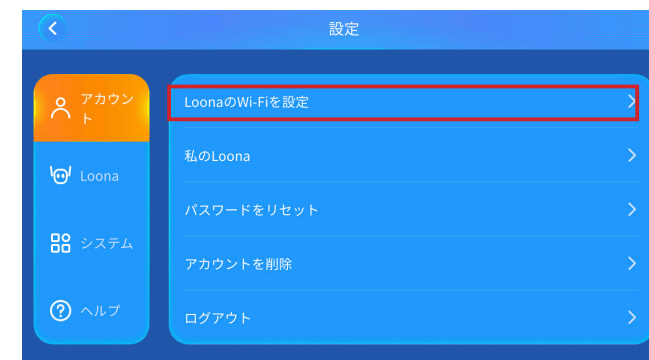 設定
アカウン
ト
Loona
システム
ヘルプ
LoonaのWi-Fiを設定
私のLoona
パスワードをリセット
アカウントを削除
ログアウト